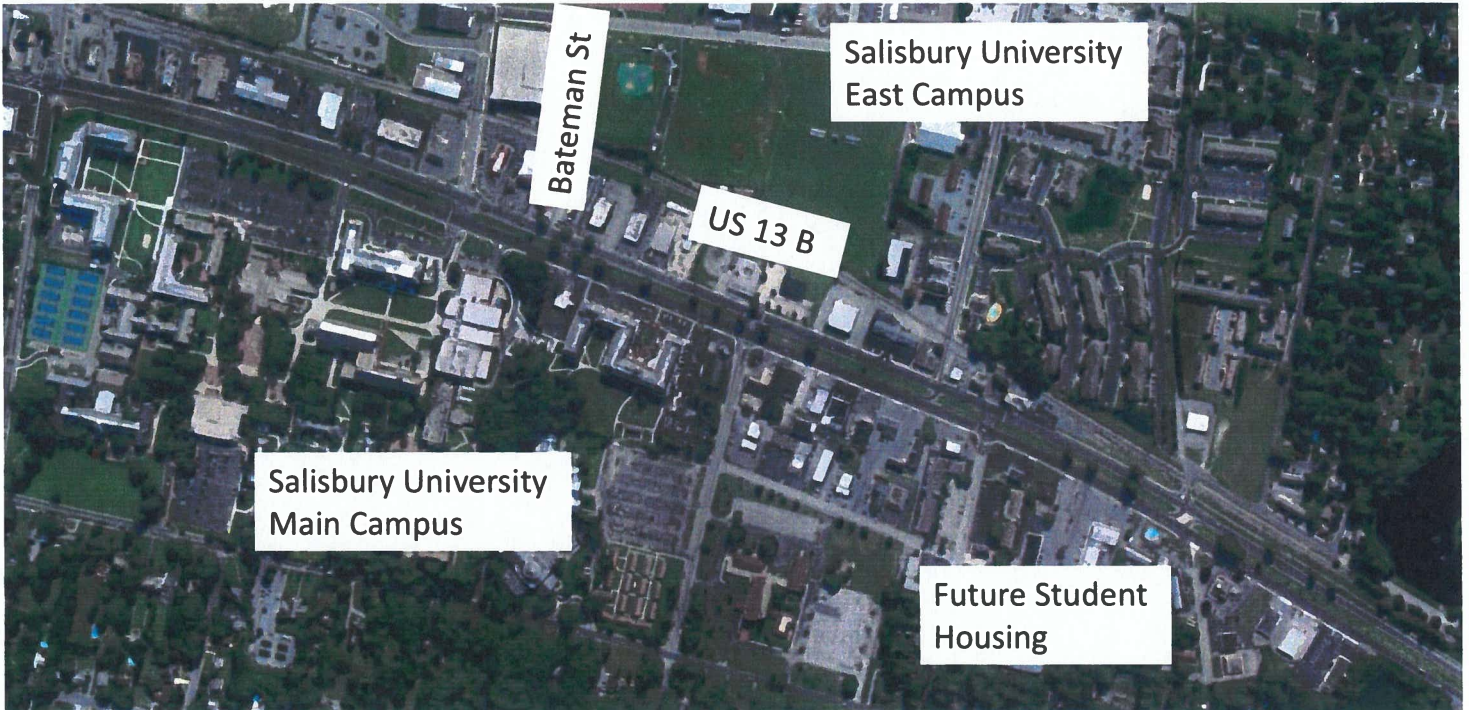 Salisbury University
East Campus
Bateman St
US 13 B
Salisbury University
Main Campus
Future Student
Housing